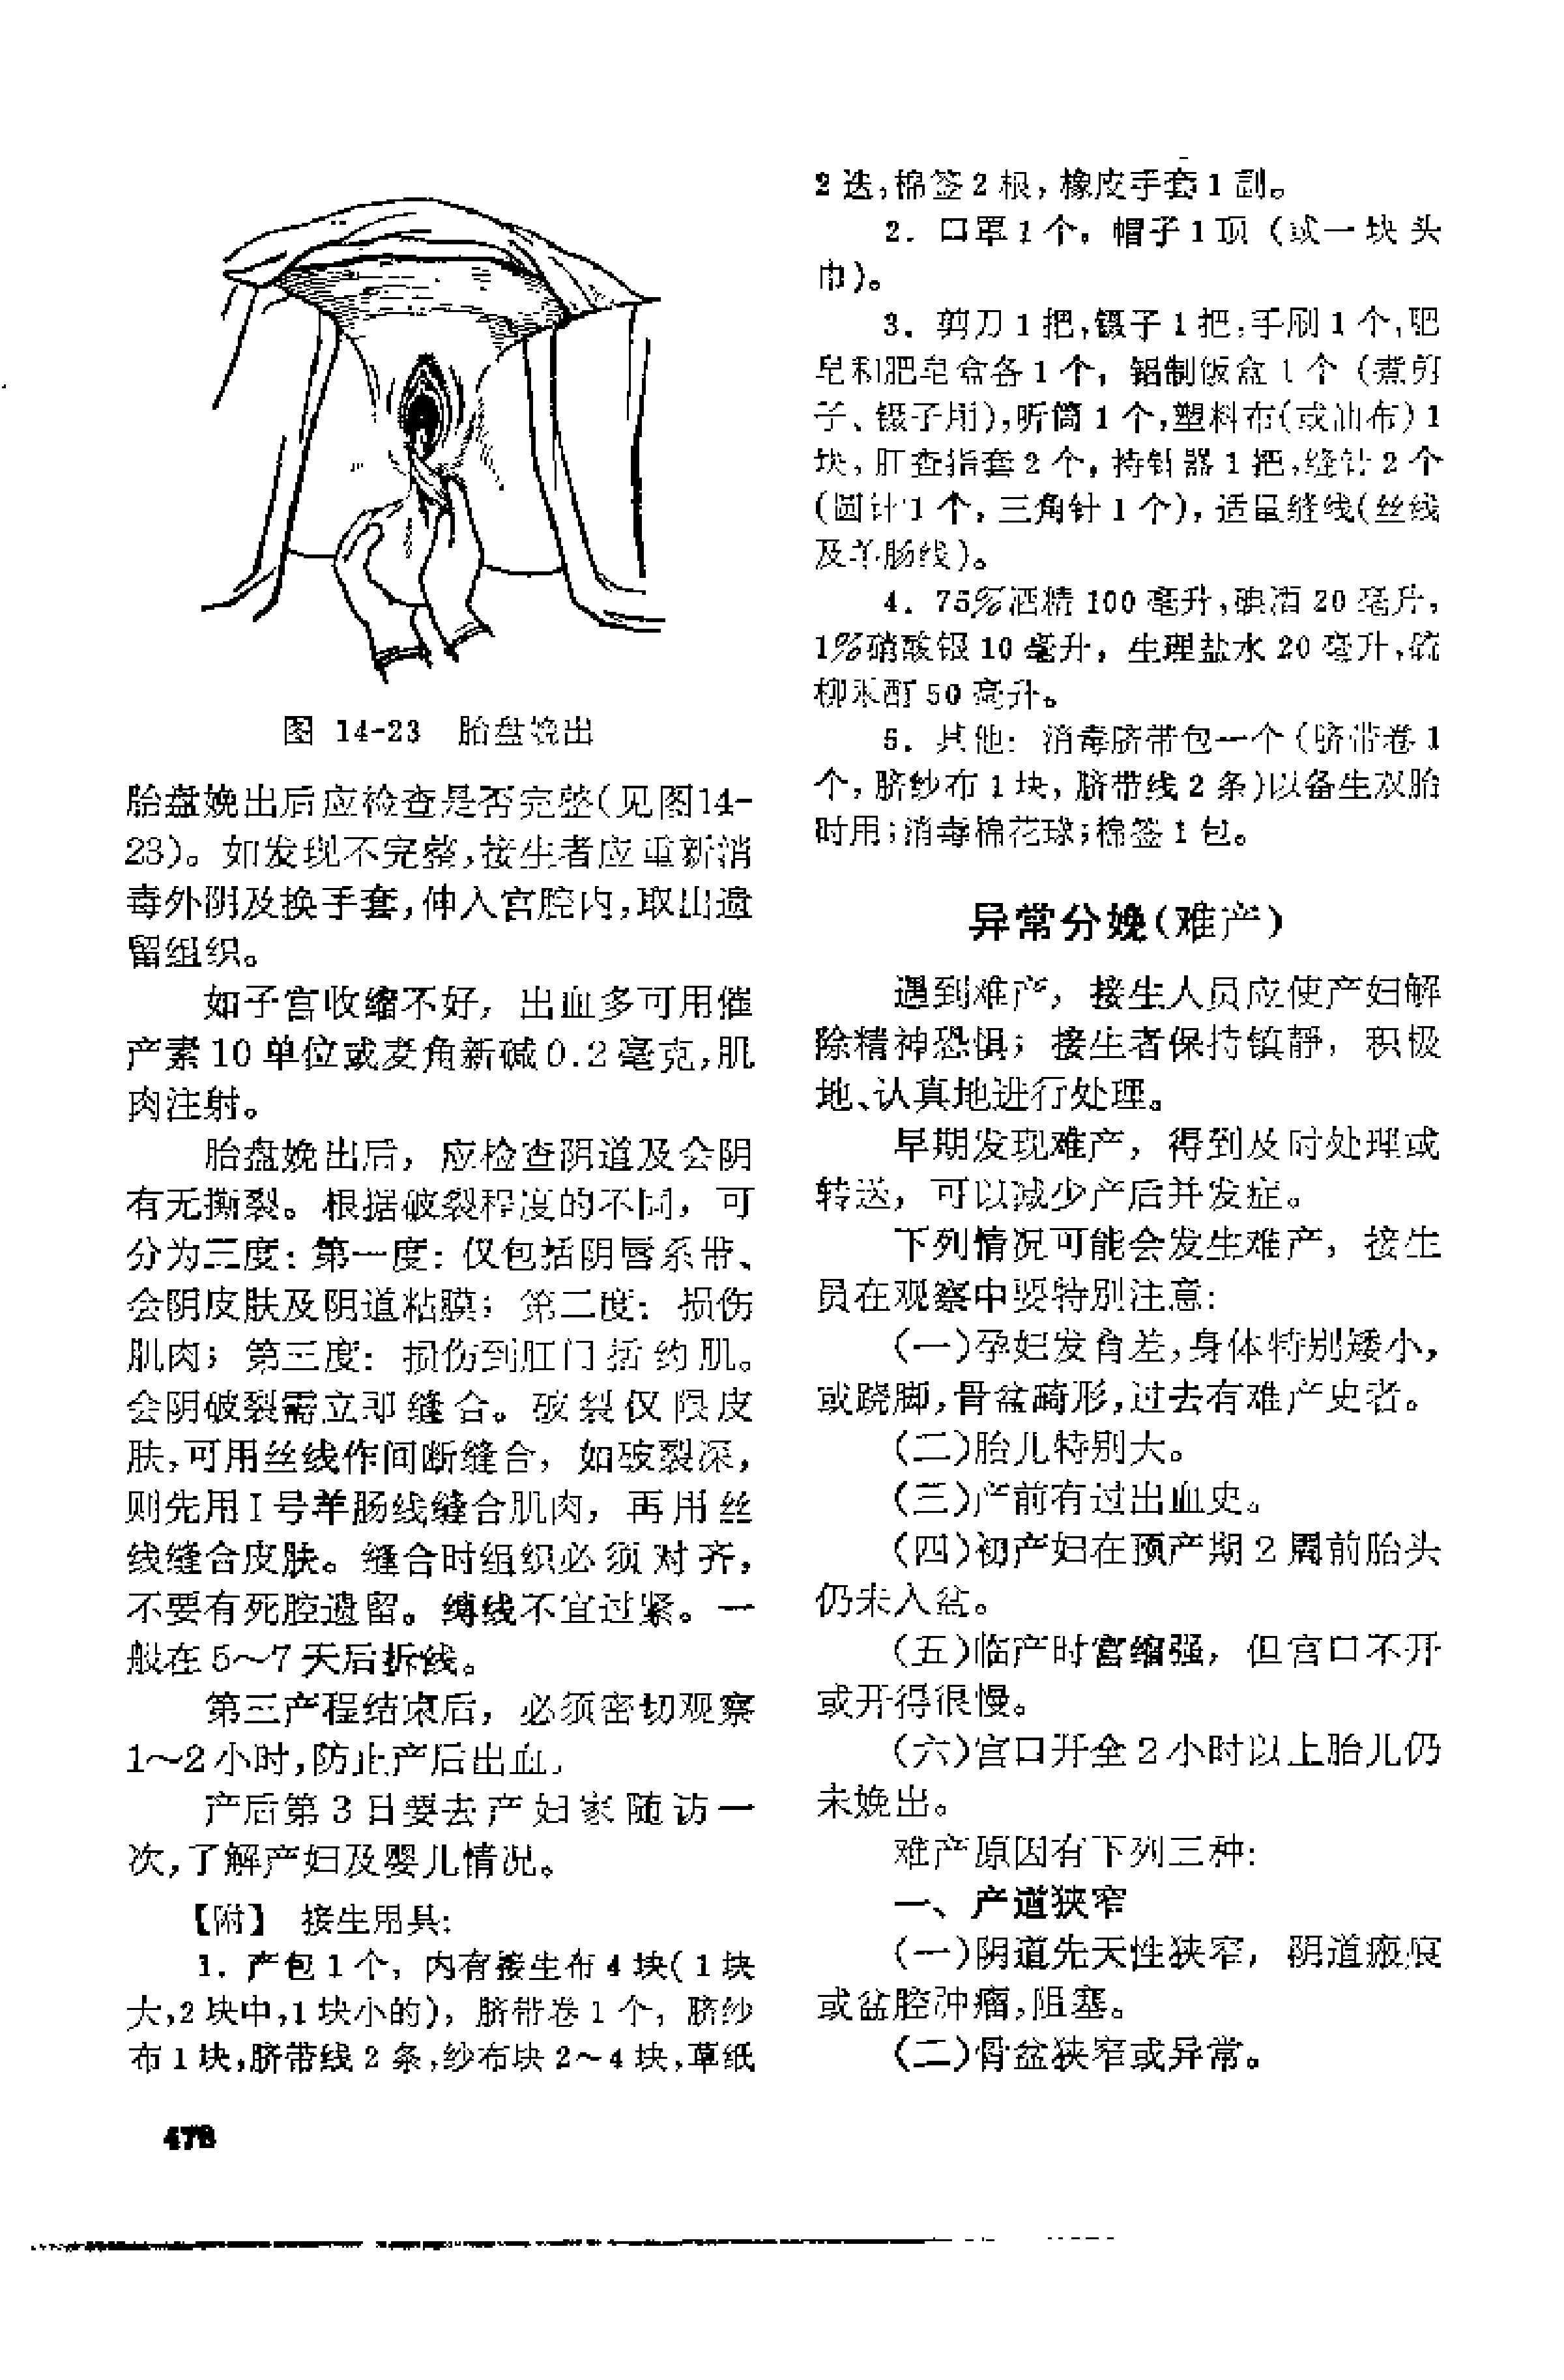 图 14-23 胎盘娩出
胎盘娩出后应检查是否完整(见图14-
23)。如发现不完整,接生者应重新消
毒外阴及换手套,伸入宫腔内,取出遗
留组织。
如子宫收缩不好，出血多可用催
产素10单位或麦角新碱0.2毫克,肌
肉注射。
胎盘娩出后，应检查阴道及会阴
有无撕裂。根据破裂程度的不同，可
分为三度：第一度：仅包括阴唇系带、
会阴皮肤及阴道粘膜；第二度：损伤
肌肉；第三度：损伤到肛门括约肌。
会阴破裂需立即缝合。破裂仅限皮
肤,可用丝线作间断缝合，如破裂深，
则先用I号羊肠线缝合肌肉，再用丝
线缝合皮肤。缝合时组织必须对齐，
不要有死腔遗留。缚线不宜过紧。一
般在5～7天后折线。
第三产程结束后，必须密切观察
1～2小时,防止产后出血。
产后第3日要去产妇家随访一
次,了解产妇及婴儿情况。
【附】 接生用具：
1．产包1个，内有接生布4块(1块
大,2块中,1块小的)，脐带卷1个，脐纱
布1块,脐带线2条,纱布块2～4块,草纸
478
2迭,棉签2根，橡皮手套1副。
2．口罩1个，帽子1顶（或一块头
巾)。
3．剪刀1把,镊子1把,手刷1个,肥
皂和肥皂盒各1个，铝制饭盒1个（煮剪
子、镊子用),听筒1个,塑料布(或油布)1
块，肛查指套2个，持针器1把,缝针2个
(圆针1个，三角针1个)，适量缝线(丝线
及羊肠线)。
4．75%酒精100毫升,碘酒20毫升，
1%硝酸银10毫升，生理盐水20毫升,硫
柳汞酊50毫升。
5．其他：消毒脐带包一个（脐带卷1
个，脐纱布1块，脐带线2条)以备生双胎
时用;消毒棉花球;棉签1包。
异常分娩(难产)
遇到难产，接生人员应使产妇解
除精神恐惧；接生者保持镇静，积极
地、认真地进行处理。
早期发现难产，得到及时处理或
转送，可以减少产后并发症。
下列情况可能会发生难产，接生
员在观察中要特别注意：
(一)孕妇发育差,身体特别矮小，
或跷脚,骨盆畸形,过去有难产史者。
(二)胎儿特别大。
(三)产前有过出血史。
(四)初产妇在预产期2周前胎头
仍未入盆。
(五)临产时宫缩强，但宫口不开
或开得很慢。
(六)宫口开全2小时以上胎儿仍
未娩出。
难产原因有下列三种：
一、产道狭窄
(一)阴道先天性狭窄，阴道瘢痕
或盆腔肿瘤,阻塞。
(二)骨盆狭窄或异常。